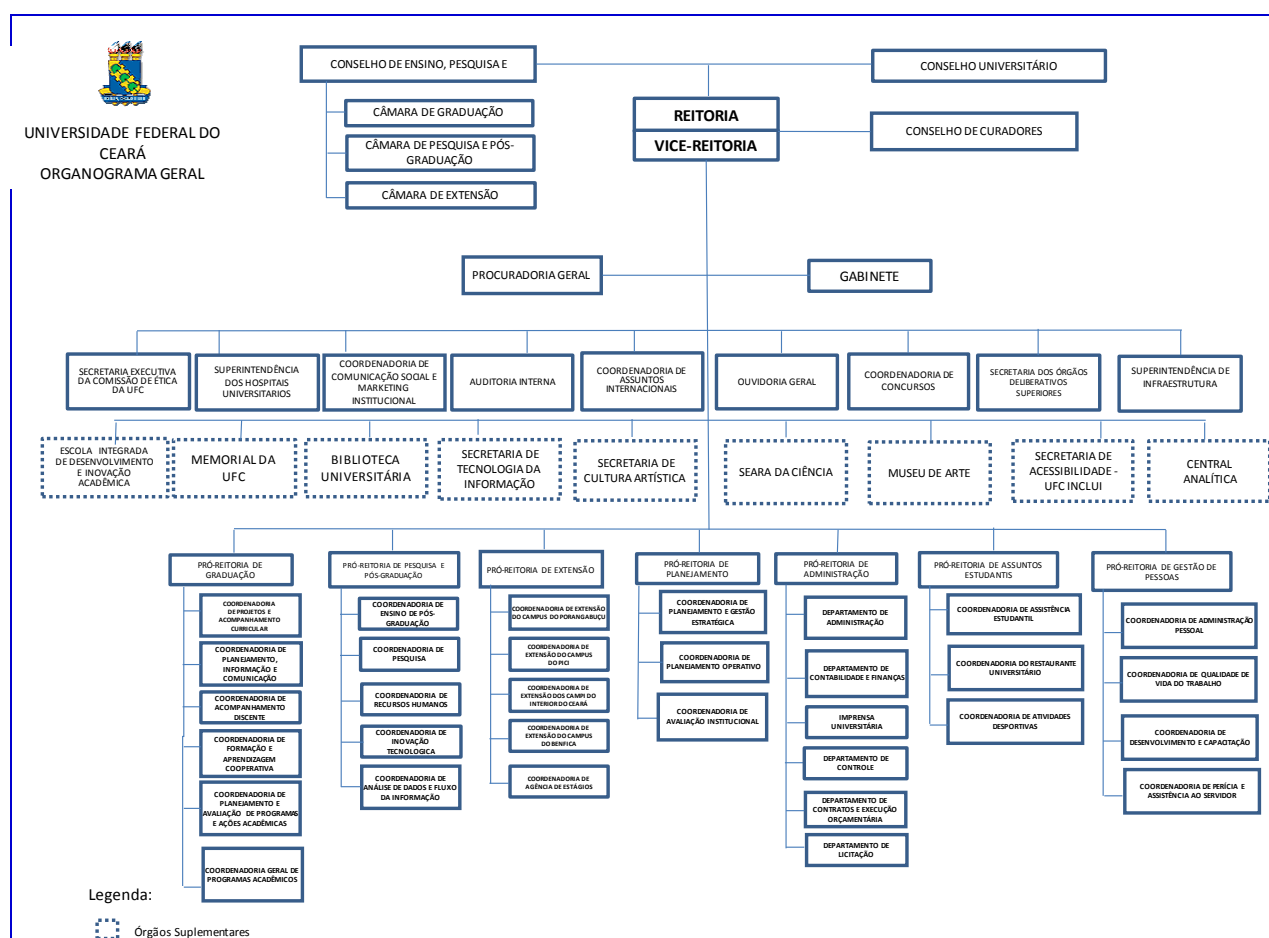 UNIVERSIDADE FEDERAL DO
CEARÁ
ORGANOGRAMA GERAL
CONSELHO DE ENSINO, PESQUISA E
CONSELHO UNIVERSITÁRIO
CÂMARA DE GRADUAÇÃO
CÂMARA DE PESQUISA E PÓS-
GRADUAÇÃO
CÂMARA DE EXTENSÃO
REITORIA
VICE-REITORIA
CONSELHO DE CURADORES
PROCURADORIA GERAL
GABINETE
SECRETARIA EXECUTIVA
DA COMISSÃO DE ÉTICA
DA UFC
SUPERINTENDÊNCIA
DOS HOSPITAIS
UNIVERSITARIOS
COORDENADORIA DE
COMUNICAÇÃO SOCIAL E
MARKETING
INSTITUCIONAL
AUDITORIA INTERNA
COORDENADORIA DE
ASSUNTOS
INTERNACIONAIS
OUVIDORIA GERAL
COORDENADORIA DE
CONCURSOS
SECRETARIA DOS ÓRGÃOS
DELIBERATIVOS
SUPERIORES
SUPERINTENDÊNCIA DE
INFRAESTRUTURA
ESCOLA INTEGRADA
DE DESENVOLVIMENTO
E INOVAÇÃO
ACADÊMICA
MEMORIAL DA
UFC
BIBLIOTECA
UNIVERSITÁRIA
SECRETARIA DE
TECNOLOGIA DA
INFORMAÇÃO
SECRETARIA DE
CULTURA ARTÍSTICA
SEARA DA CIÊNCIA
MUSEU DE ARTE
SECRETARIA DE
ACESSIBILIDADE -
UFC INCLUI
CENTRAL
ANALÍTICA
PRÓ-REITORIA DE
GRADUAÇÃO
COORDENADORIA
DE PROJETOS E
ACOMPANHAMENTO
CURRICULAR
COORDENADORIA DE
PLANEJAMENTO,
INFORMAÇÃO E
COMUNICAÇÃO
COORDENADORIA DE
ACOMPANHAMENTO
DISCENTE
COORDENADORIA DE
FORMAÇÃO E
APRENDIZAGEM
COOPERATIVA
COORDENADORIA DE
PLANEJAMENTO E
AVALIAÇÃO DE PROGRAMAS
E AÇÕES ACADÊMICAS
COORDENADORIA GERAL DE
PROGRAMAS ACADÊMICOS
PRÓ-REITORIA DE PESQUISA E
PÓS-GRADUAÇÃO
COORDENADORIA DE
ENSINO DE PÓS-
GRADUAÇÃO
COORDENADORIA DE
PESQUISA
COORDENADORIA DE
RECURSOS HUMANOS
COORDENADORIA DE
INOVAÇÃO
TECNOLOGICA
COORDENADORIA DE
ANÁLISE DE DADOS E FLUXO
DA INFORMAÇÃO
PRÓ-REITORIA DE EXTENSÃO
COORDENADORIA DE EXTENSÃO
DO CAMPUS DO PORANGABUÇU
COORDENADORIA DE
EXTENSÃO DO CAMPUS
DO PICI
COORDENADORIA DE
EXTENSÃO DOS CAMPI DO
INTERIOR DO CEARÁ
COORDENADORIA DE
EXTENSÃO DO CAMPUS
DO BENFICA
COORDENADORIA DE
AGÊNCIA DE ESTÁGIOS
PRÓ-REITORIA DE
PLANEJAMENTO
COORDENADORIA DE
PLANEJAMENTO E GESTÃO
ESTRATÉGICA
COORDENADORIA DE
PLANEJAMENTO OPERATIVO
COORDENADORIA DE
AVALIAÇÃO INSTITUCIONAL
PRÓ-REITORIA DE
ADMINISTRAÇÃO
DEPARTAMENTO DE
ADMINISTRAÇÃO
DEPARTAMENTO DE
CONTABILIDADE E FINANÇAS
IMPRENSA
UNIVERSITÁRIA
DEPARTAMENTO DE
CONTROLE
DEPARTAMENTO DE
CONTRATOS E EXECUÇÃO
ORÇAMENTÁRIA
DEPARTAMENTO DE
LICITAÇÃO
PRÓ-REITORIA DE ASSUNTOS
ESTUDANTIS
COORDENADORIA DE ASSISTÊNCIA
ESTUDANTIL
COORDENADORIA DO RESTAURANTE
UNIVERSITÁRIO
COORDENADORIA DE ATIVIDADES
DESPORTIVAS
PRÓ-REITORIA DE GESTÃO DE
PESSOAS
COORDENADORIA DE ADMINISTRAÇÃO
PESSOAL
COORDENADORIA DE QUALIDADE DE
VIDA DO TRABALHO
COORDENADORIA DE
DESENVOLVIMENTO E CAPACITAÇÃO
COORDENADORIA DE PERÍCIA E
ASSISTÊNCIA AO SERVIDOR
Legenda:
Órgãos Suplementares